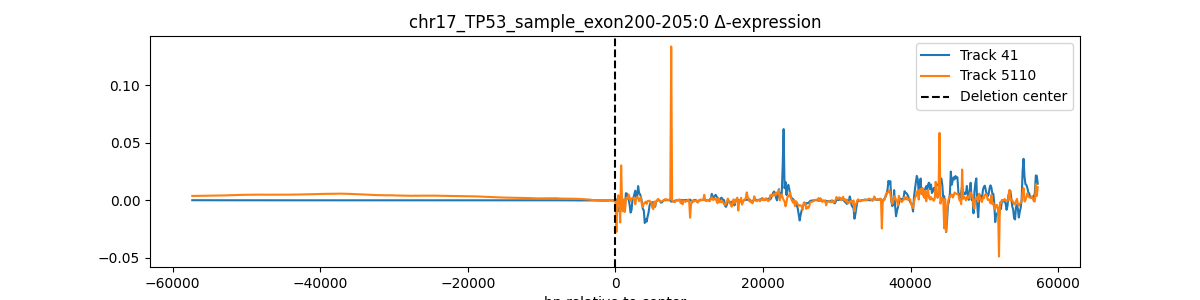 chr17_TP53_sample_exon200-205:0 Δ-expression
Track 41
Track 5110
Deletion center
0.10
0.05
0.00
−0.05
−60000 −40000 −20000 0 20000 40000 60000
bp relative to center